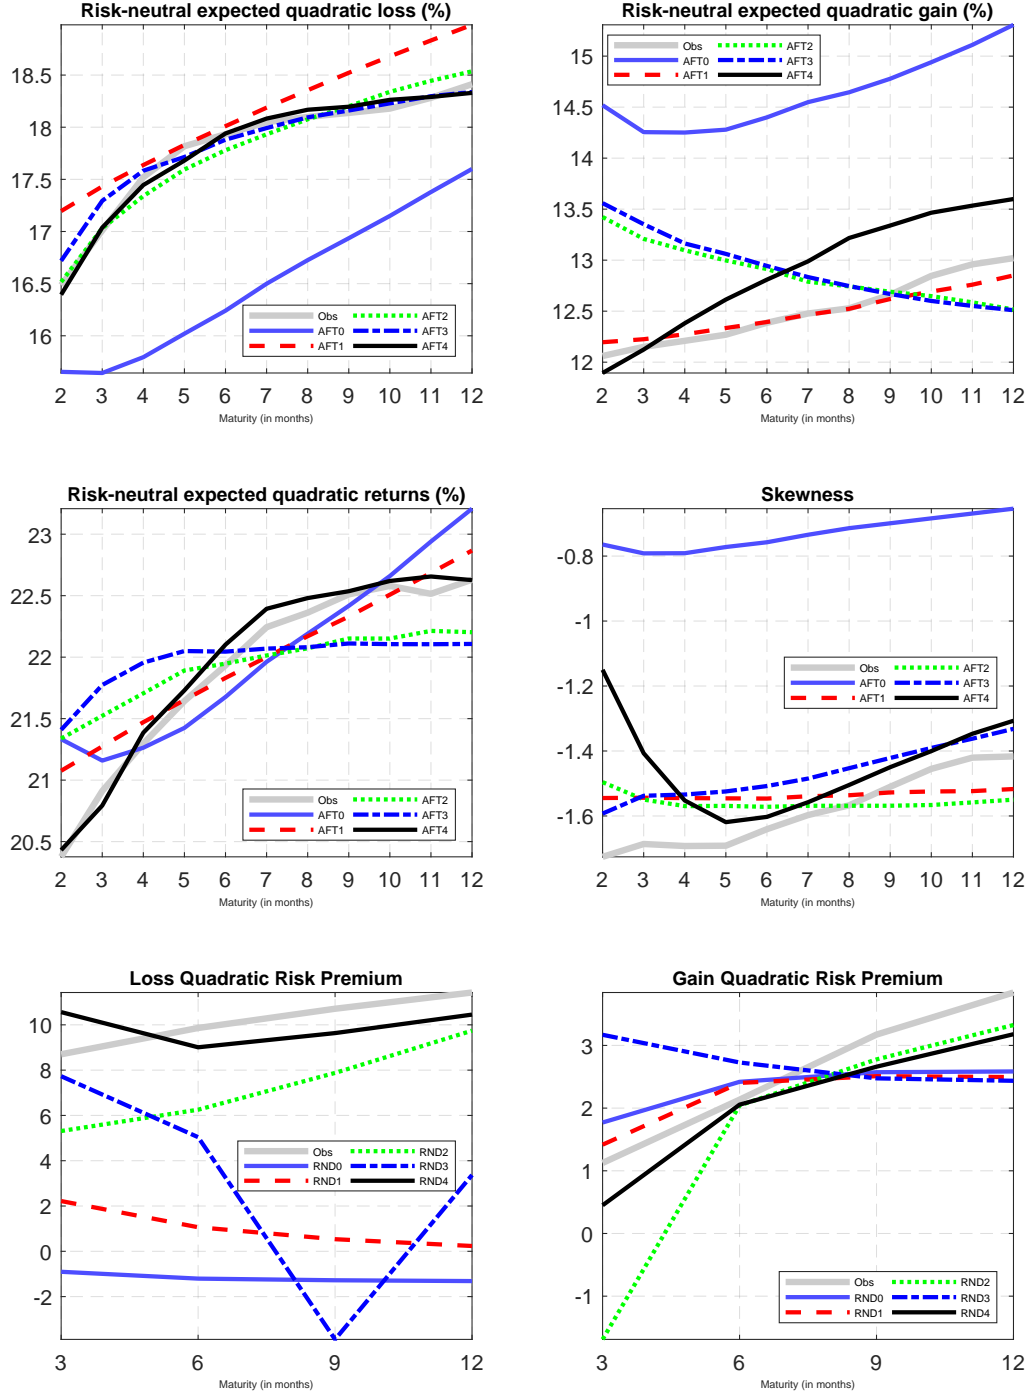 Risk-neutral expected quadratic loss (%)
18.5
18
17.5
17
16.5
16
Obs
AFT0
AFT1
AFT2
AFT3
AFT4
2 3 4 5 6 7 8 9 10 11 12
Maturity (in months)
Risk-neutral expected quadratic gain (%)
15
14.5
14
13.5
13
12.5
12
Obs
AFT0
AFT1
AFT2
AFT3
AFT4
2 3 4 5 6 7 8 9 10 11 12
Maturity (in months)
Risk-neutral expected quadratic returns (%)
23
22.5
22
21.5
21
20.5
Obs
AFT0
AFT1
AFT2
AFT3
AFT4
2 3 4 5 6 7 8 9 10 11 12
Maturity (in months)
Skewness
-0.8
-1
-1.2
-1.4
-1.6
Obs
AFT0
AFT1
AFT2
AFT3
AFT4
2 3 4 5 6 7 8 9 10 11 12
Maturity (in months)
Loss Quadratic Risk Premium
10
8
6
4
2
0
-2
Obs
RND0
RND1
RND2
RND3
RND4
3 6 9 12
Maturity (in months)
Gain Quadratic Risk Premium
3
2
1
0
-1
Obs
RND0
RND1
RND2
RND3
RND4
3 6 9 12
Maturity (in months)